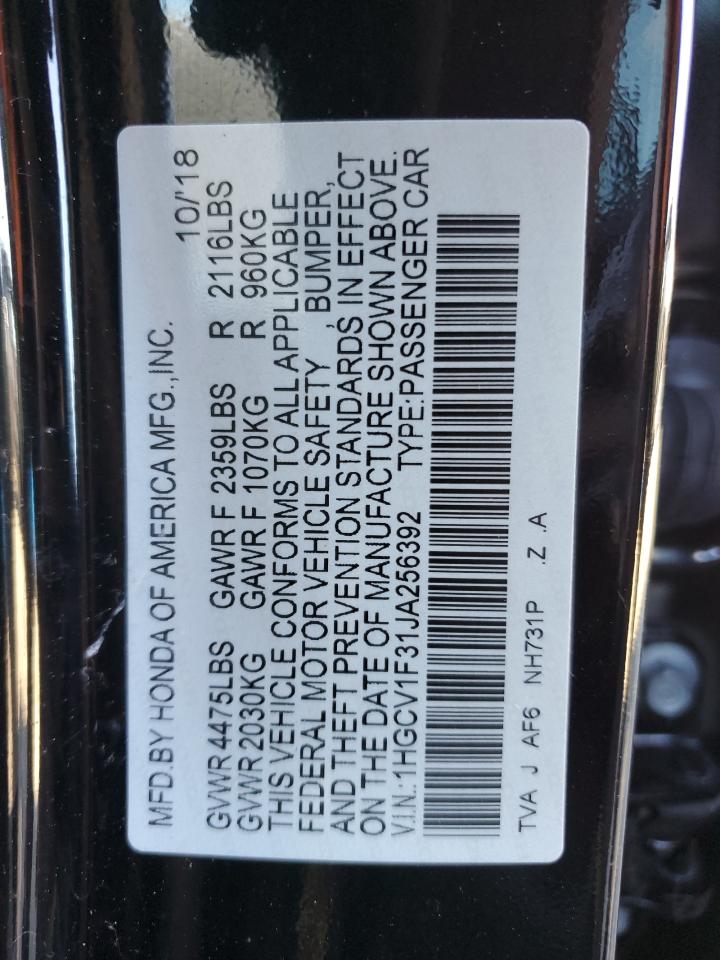 MFD.BY HONDA OF AMERICA MFG.,INC. 10/'18
GVWR 4475LBS GAWR F 2359LBS R 2116LBS
GVWR 2030KG GAWR F 1070KG R 960KG
THIS VEHICLE CONFORMS TO ALL APPLICABLE
FEDERAL MOTOR VEHICLE SAFETY , BUMPER,
AND THEFT PREVENTION STANDARDS IN EFFECT
ON THE DATE OF MANUFACTURE SHOWN ABOVE.
V.I.N.:1HGCV1F31JA256392 TYPE:PASSENGER CAR
TVA J AF6 NH731P .Z .A